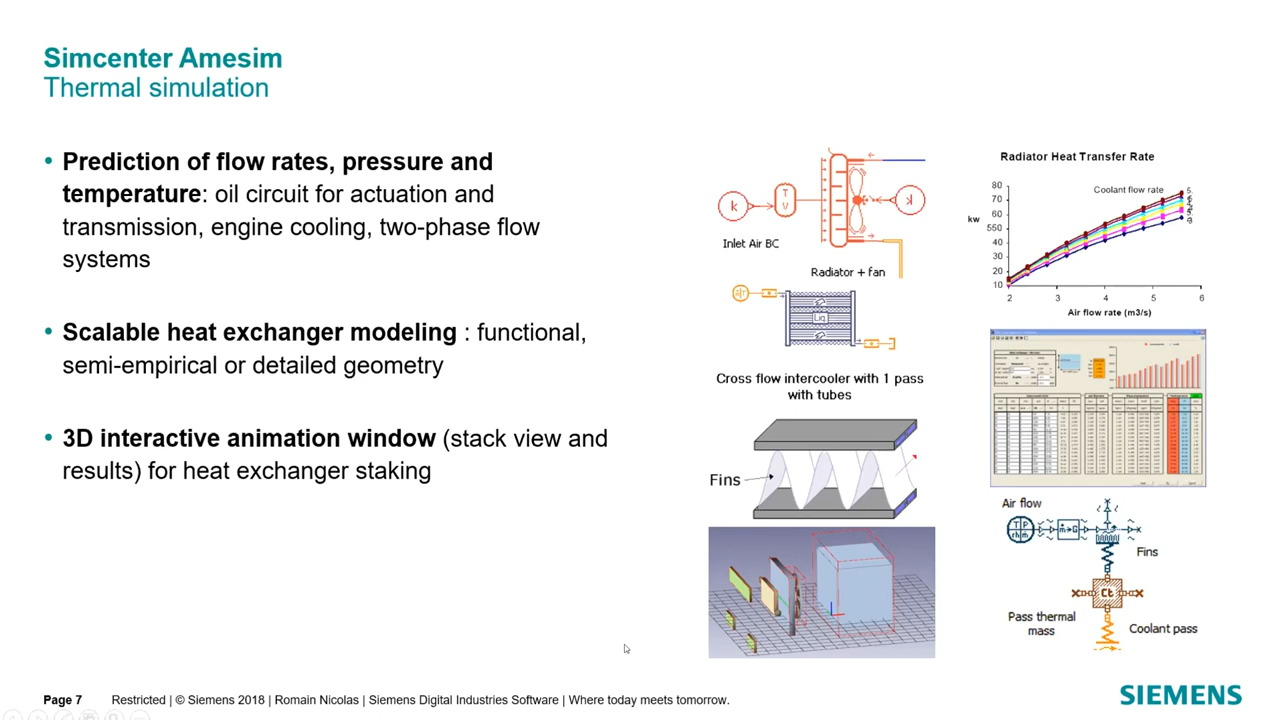 Simcenter Amesim
Thermal simulation
• Prediction of flow rates, pressure and
temperature: oil circuit for actuation and
transmission, engine cooling, two-phase flow
systems
• Scalable heat exchanger modeling : functional,
semi-empirical or detailed geometry
• 3D interactive animation window (stack view and
results) for heat exchanger staking
k
T
V
k
Inlet Air BC
Radiator + fan
Liq
Cross flow intercooler with 1 pass
with tubes
Fins
Radiator Heat Transfer Rate
Coolant flow rate
kw
80
70
60
550
40
30
20
10
2
3
4
5
6
Air flow rate (m3/s)
Air flow
T P
rh m
Fins
Ct
Pass thermal
mass
Coolant pass
Page 7
Restricted | © Siemens 2018 | Romain Nicolas | Siemens Digital Industries Software | Where today meets tomorrow.
SIEMENS